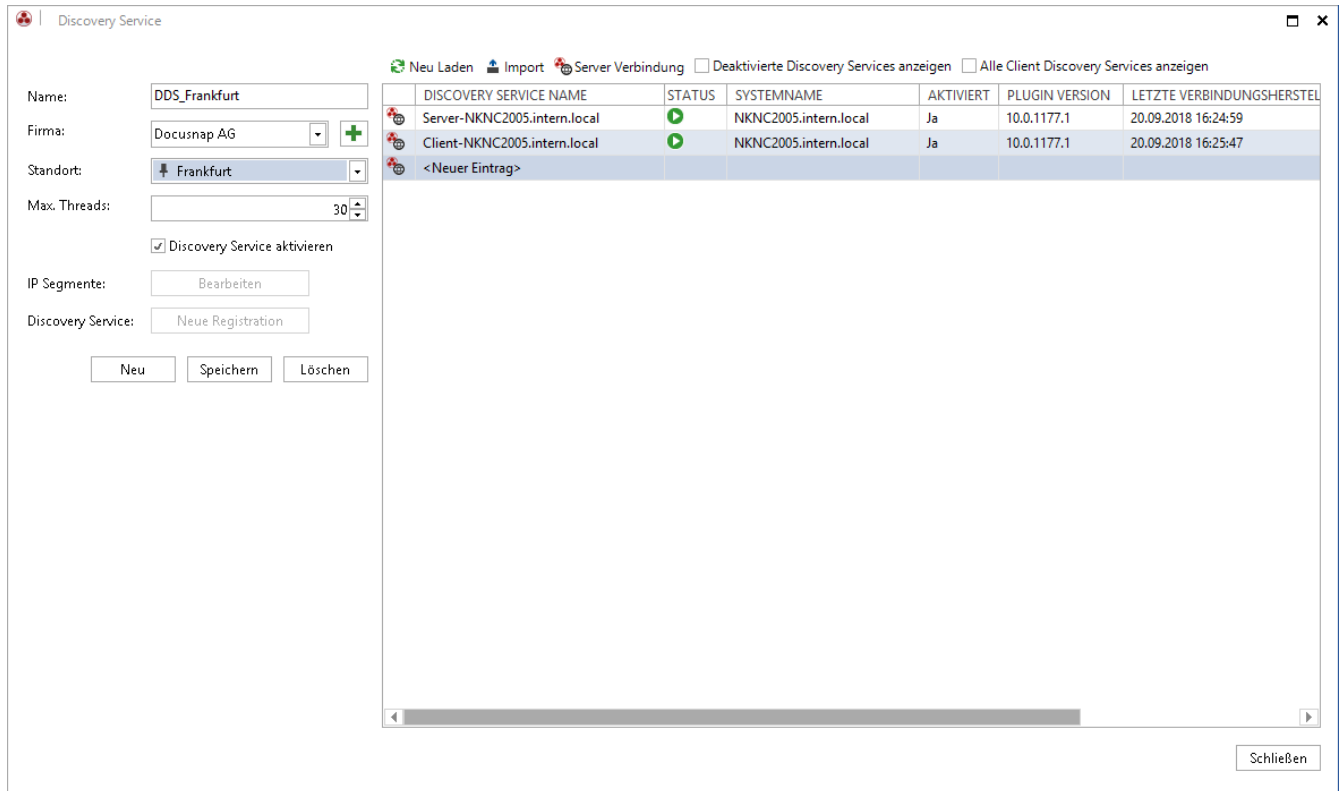 Discovery Service
Neu Laden Import Server Verbindung Deaktivierte Discovery Services anzeigen Alle Client Discovery Services anzeigen
Name: DDS_Frankfurt
Firma: Docusnap AG
Standort: Frankfurt
Max. Threads: 30
Discovery Service aktivieren
IP Segmente: Bearbeiten
Discovery Service: Neue Registration
Neu Speichern Löschen
DISCOVERY SERVICE NAME STATUS SYSTEMNAME AKTIVIERT PLUGIN VERSION LETZTE VERBINDUNGSHERSTEL
Server-NKNC2005.intern.local NKNC2005.intern.local Ja 10.0.1177.1 20.09.2018 16:24:59
Client-NKNC2005.intern.local NKNC2005.intern.local Ja 10.0.1177.1 20.09.2018 16:25:47
<Neuer Eintrag>
Schließen